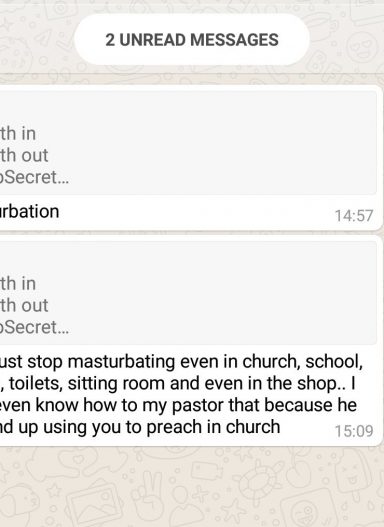 2 UNREAD MESSAGES
th in
th out
Secret…
urbation
14:57
th in
th out
Secret…
ust stop masturbating even in church, school,
, toilets, sitting room and even in the shop.. I
even know how to my pastor that because he
nd up using you to preach in church
15:09